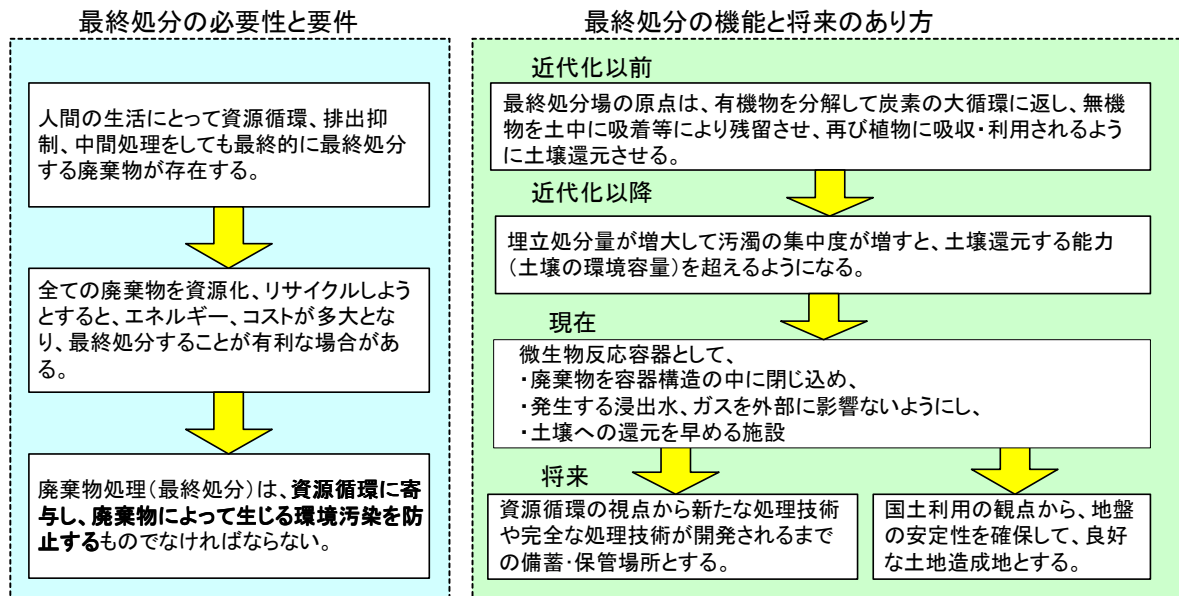 最終処分の必要性と要件
人間の生活にとって資源循環、排出抑
制、中間処理をしても最終的に最終処分
する廃棄物が存在する。
全ての廃棄物を資源化、リサイクルしよう
とすると、エネルギー、コストが多大とな
り、最終処分することが有利な場合があ
る。
廃棄物処理(最終処分)は、資源循環に寄
与し、廃棄物によって生じる環境汚染を防
止するものでなければならない。
最終処分の機能と将来のあり方
近代化以前
最終処分場の原点は、有機物を分解して炭素の大循環に返し、無機
物を土中に吸着等により残留させ、再び植物に吸収・利用されるよう
に土壌還元させる。
近代化以降
埋立処分量が増大して汚濁の集中度が増すと、土壌還元する能力
(土壌の環境容量)を超えるようになる。
現在
微生物反応容器として、
・廃棄物を容器構造の中に閉じ込め、
・発生する浸出水、ガスを外部に影響ないようにし、
・土壌への還元を早める施設
将来
資源循環の視点から新たな処理技術
や完全な処理技術が開発されるまで
の備蓄・保管場所とする。
国土利用の観点から、地盤
の安定性を確保して、良好
な土地造成地とする。